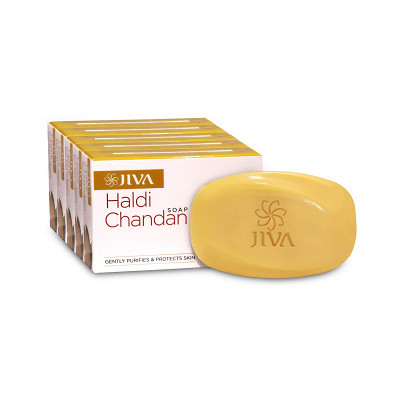 JIVA
Haldi
SOAP
Chandan
GENTLY PURIFIES & PROTECTS SKIN
JIVA